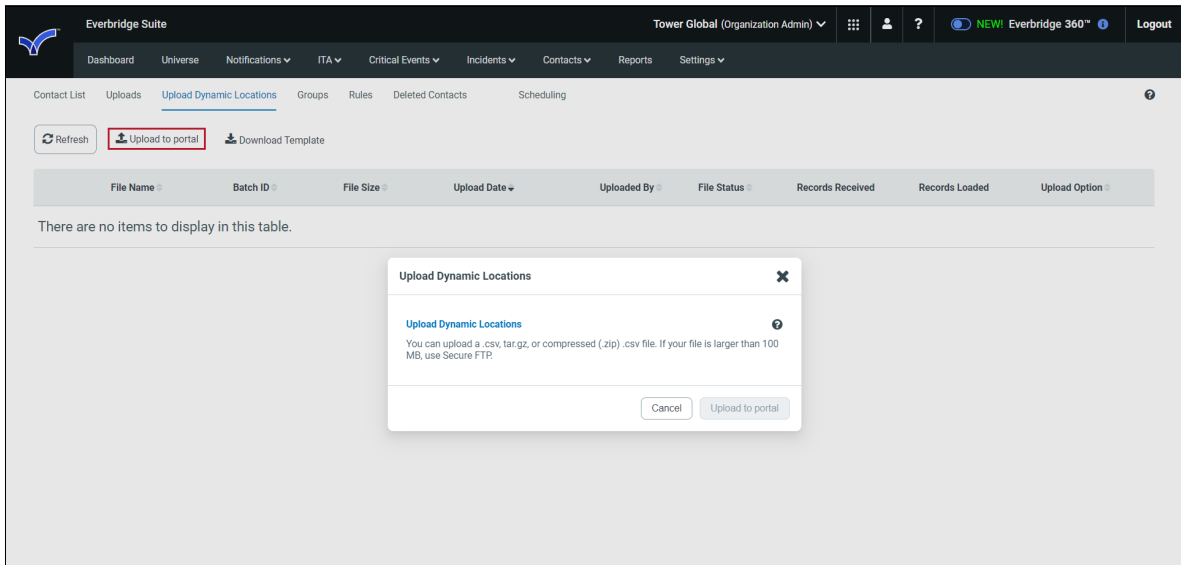 Everbridge Suite
Tower Global (Organization Admin)
?
NEW! Everbridge 360™
Logout
Dashboard Universe Notifications ITA Critical Events Incidents Contacts Reports Settings
Contact List Uploads Upload Dynamic Locations Groups Rules Deleted Contacts Scheduling
Refresh Upload to portal Download Template
File Name Batch ID File Size Upload Date Uploaded By File Status Records Received Records Loaded Upload Option
There are no items to display in this table.
Upload Dynamic Locations
Upload Dynamic Locations
You can upload a .csv, tar.gz, or compressed (.zip) .csv file. If your file is larger than 100
MB, use Secure FTP.
Cancel Upload to portal